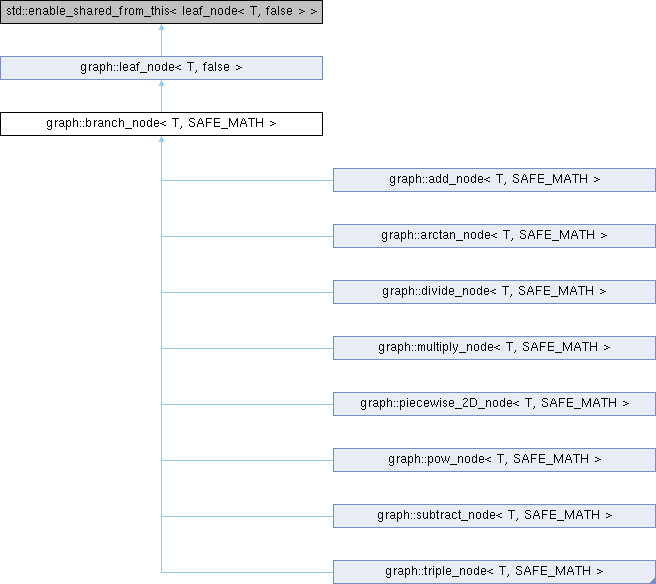 std::enable_shared_from_this< leaf_node< T, false > >
graph::leaf_node< T, false >
graph::branch_node< T, SAFE_MATH >
graph::add_node< T, SAFE_MATH >
graph::arctan_node< T, SAFE_MATH >
graph::divide_node< T, SAFE_MATH >
graph::multiply_node< T, SAFE_MATH >
graph::piecewise_2D_node< T, SAFE_MATH >
graph::pow_node< T, SAFE_MATH >
graph::subtract_node< T, SAFE_MATH >
graph::triple_node< T, SAFE_MATH >